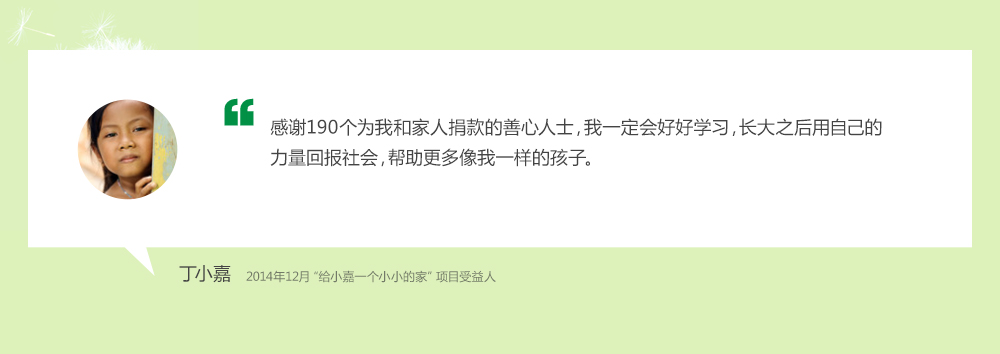 感谢190个为我和家人捐款的善心人士,我一定会好好学习,长大之后用自己的
力量回报社会,帮助更多像我一样的孩子。
丁小嘉 2014年12月“给小嘉一个小小的家”项目受益人